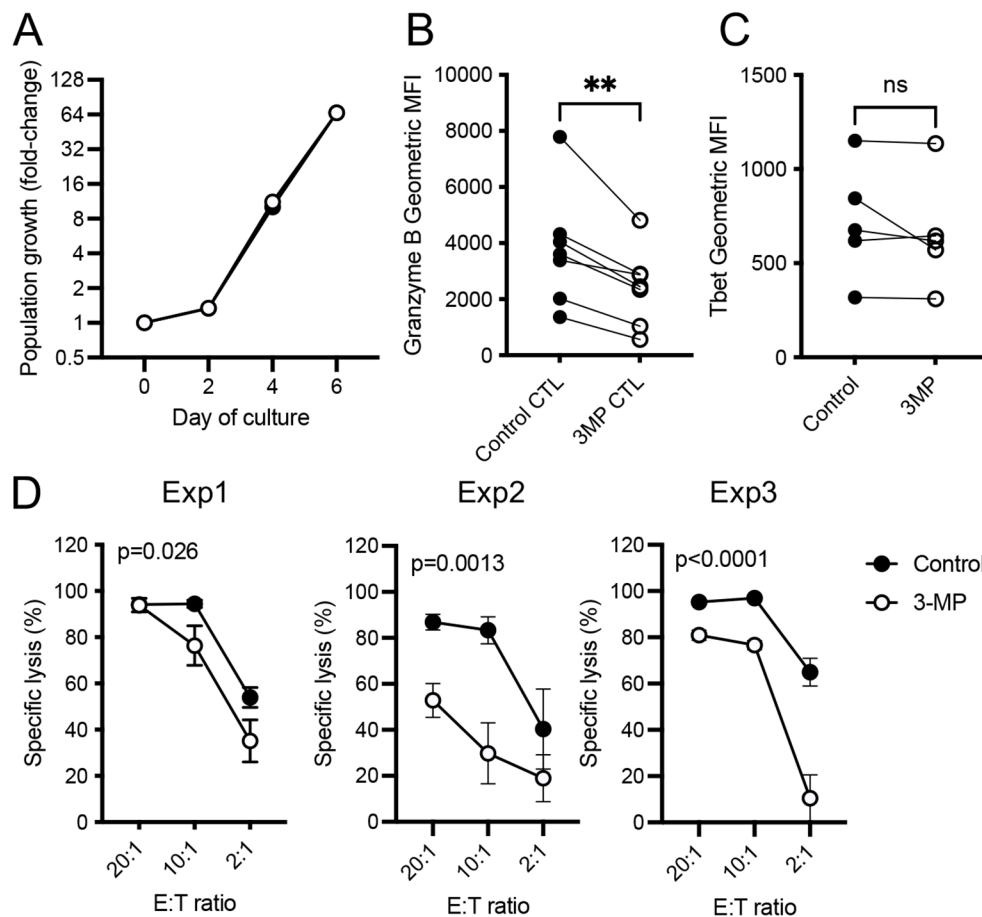 A
Population growth (fold-change)
128
64
32
16
8
4
2
1
0.5
0 2 4 6
Day of culture
B
Granzyme B Geometric MFI
10000
8000
6000
4000
2000
0
**
Control CTL
3MP CTL
C
Tbet Geometric MFI
1500
1000
500
0
ns
Control
3MP
D
Exp1
p=0.026
Specific lysis (%)
120
100
80
60
40
20
0
20:1 10:1 2:1
E:T ratio
Exp2
p=0.0013
Specific lysis (%)
120
100
80
60
40
20
0
20:1 10:1 2:1
E:T ratio
Exp3
p<0.0001
Specific lysis (%)
120
100
80
60
40
20
0
20:1 10:1 2:1
E:T ratio
Control
3-MP